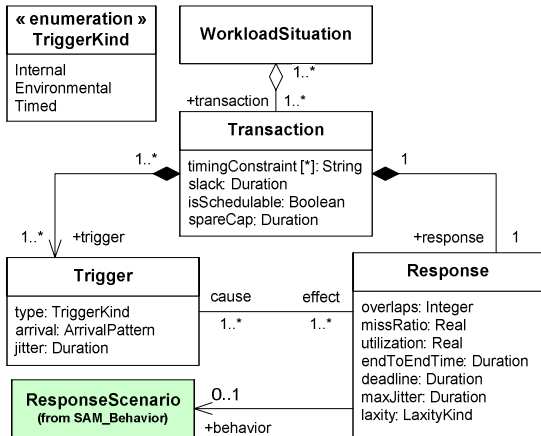 « enumeration »
TriggerKind
Internal
Environmental
Timed
WorkloadSituation
1..*
+transaction
1..*
Transaction
timingConstraint [*]: String
slack: Duration
isSchedulable: Boolean
spareCap: Duration
1..*
1
1..*
+trigger
+response
1
Trigger
type: TriggerKind
arrival: ArrivalPattern
jitter: Duration
cause
effect
1..*
1..*
Response
overlaps: Integer
missRatio: Real
utilization: Real
endToEndTime: Duration
deadline: Duration
maxJitter: Duration
laxity: LaxityKind
ResponseScenario
(from SAM_Behavior)
0..1
+behavior